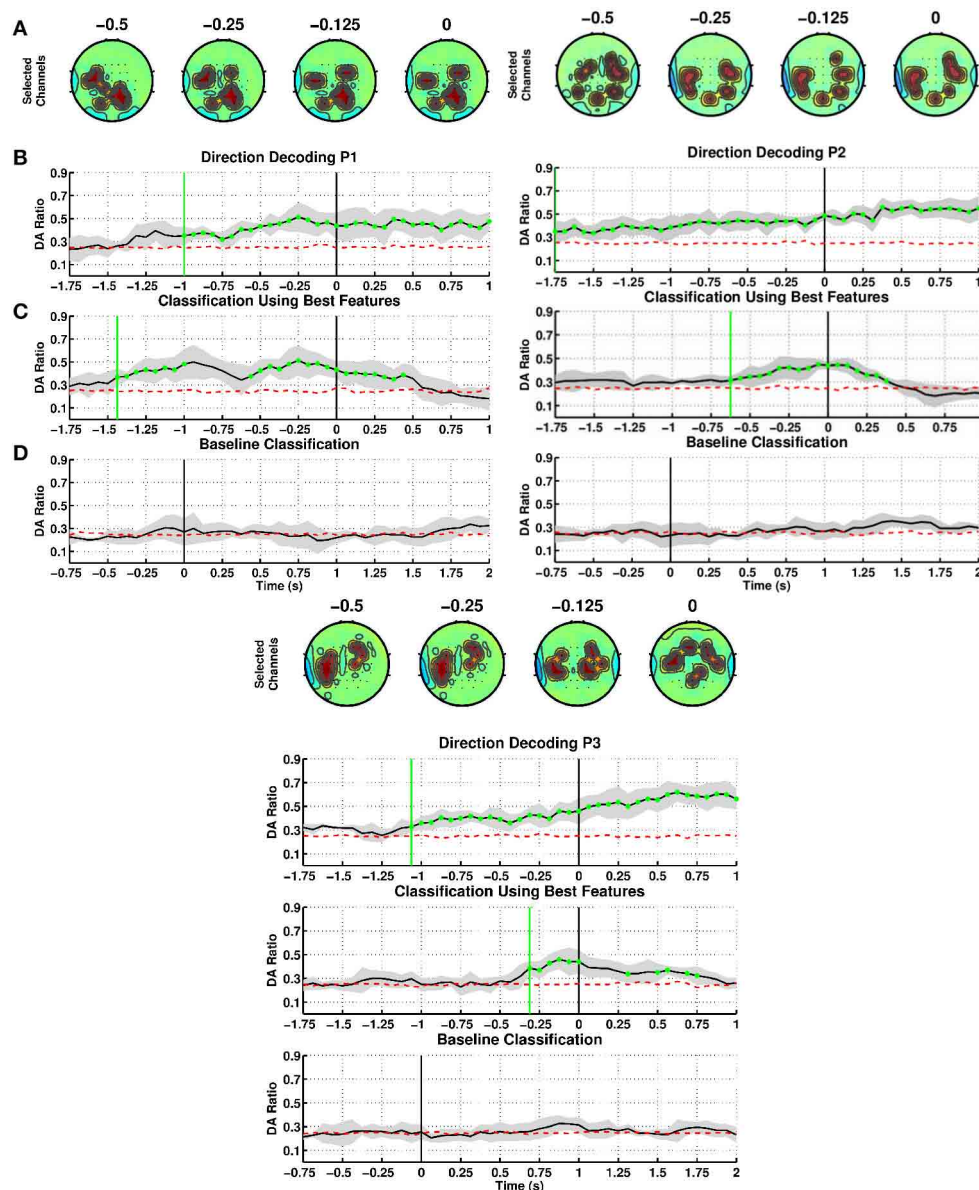 A
Selected Channels
−0.5 −0.25 −0.125 0
Selected Channels
−0.5 −0.25 −0.125 0
B
Direction Decoding P1
DA Ratio
0.9
0.7
0.5
0.3
0.1
−1.75 −1.5 −1.25 −1 −0.75 −0.5 −0.25 0 0.25 0.5 0.75 1
Direction Decoding P2
DA Ratio
0.9
0.7
0.5
0.3
0.1
−1.75 −1.5 −1.25 −1 −0.75 −0.5 −0.25 0 0.25 0.5 0.75 1
C
Classification Using Best Features
DA Ratio
0.9
0.7
0.5
0.3
0.1
−1.75 −1.5 −1.25 −1 −0.75 −0.5 −0.25 0 0.25 0.5 0.75 1
Classification Using Best Features
DA Ratio
0.9
0.7
0.5
0.3
0.1
−1.75 −1.5 −1.25 −1 −0.75 −0.5 −0.25 0 0.25 0.5 0.75
D
Baseline Classification
DA Ratio
0.9
0.7
0.5
0.3
0.1
−0.75 −0.5 −0.25 0 0.25 0.5 0.75 1 1.25 1.5 1.75 2
Time (s)
Baseline Classification
DA Ratio
0.9
0.7
0.5
0.3
0.1
−0.75 −0.5 −0.25 0 0.25 0.5 0.75 1 1.25 1.5 1.75 2
Time (s)
Selected Channels
−0.5 −0.25 −0.125 0
Direction Decoding P3
DA Ratio
0.9
0.7
0.5
0.3
0.1
−1.75 −1.5 −1.25 −1 −0.75 −0.5 −0.25 0 0.25 0.5 0.75 1
Classification Using Best Features
DA Ratio
0.9
0.7
0.5
0.3
0.1
−1.75 −1.5 −1.25 −1 −0.75 −0.5 −0.25 0 0.25 0.5 0.75 1
Baseline Classification
DA Ratio
0.9
0.7
0.5
0.3
0.1
−0.75 −0.5 −0.25 0 0.25 0.5 0.75 1 1.25 1.5 1.75 2
Time (s)